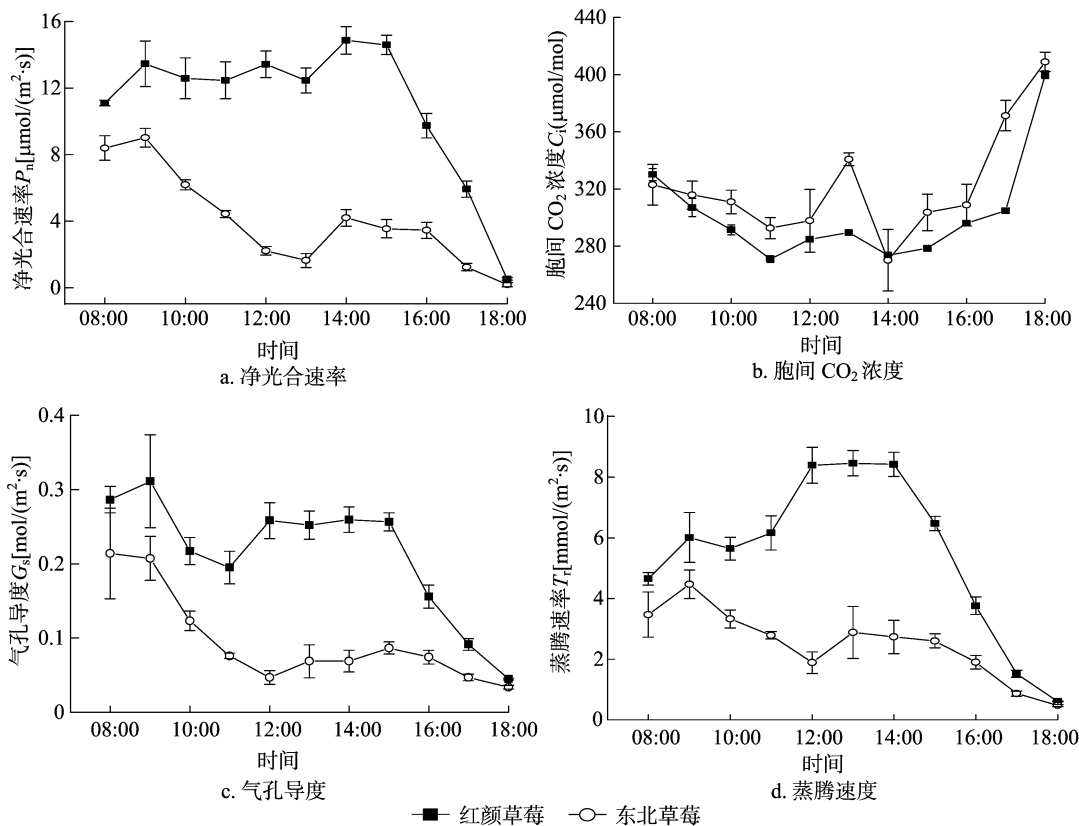 净光合速率Pn[μmol/(m²·s)]
16
12
8
4
0
08:00 10:00 12:00 14:00 16:00 18:00
时间
a. 净光合速率
胞间 CO₂ 浓度Ci(μmol/mol)
440
400
360
320
280
240
08:00 10:00 12:00 14:00 16:00 18:00
时间
b. 胞间 CO₂ 浓度
气孔导度Gs[mol/(m²·s)]
0.4
0.3
0.2
0.1
0
08:00 10:00 12:00 14:00 16:00 18:00
时间
c. 气孔导度
蒸腾速率Tr[mmol/(m²·s)]
10
8
6
4
2
0
08:00 10:00 12:00 14:00 16:00 18:00
时间
d. 蒸腾速度
红颜草莓 东北草莓